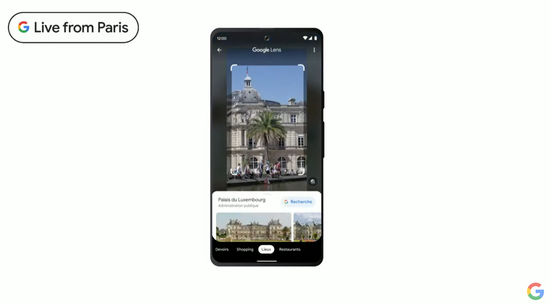 Live from Paris
12:00
Google Lens
Palais du Luxembourg
Administration publique
Recherche
Devoirs
Shopping
Lieux
Restaurants